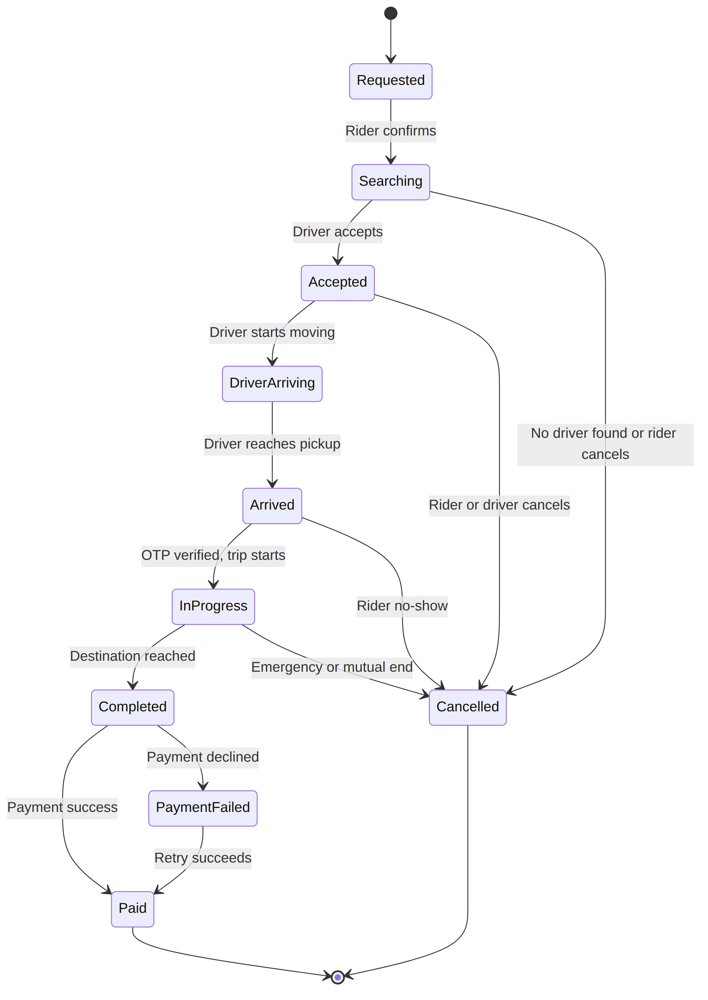 Requested
Rider confirms
Searching
Driver accepts
Accepted
Driver starts moving
DriverArriving
No driver found or rider
cancels
Driver reaches pickup
Arrived
Rider or driver cancels
OTP verified, trip starts
InProgress
Rider no-show
Destination reached
Emergency or mutual end
Completed
Cancelled
Payment declined
Payment success
PaymentFailed
Retry succeeds
Paid